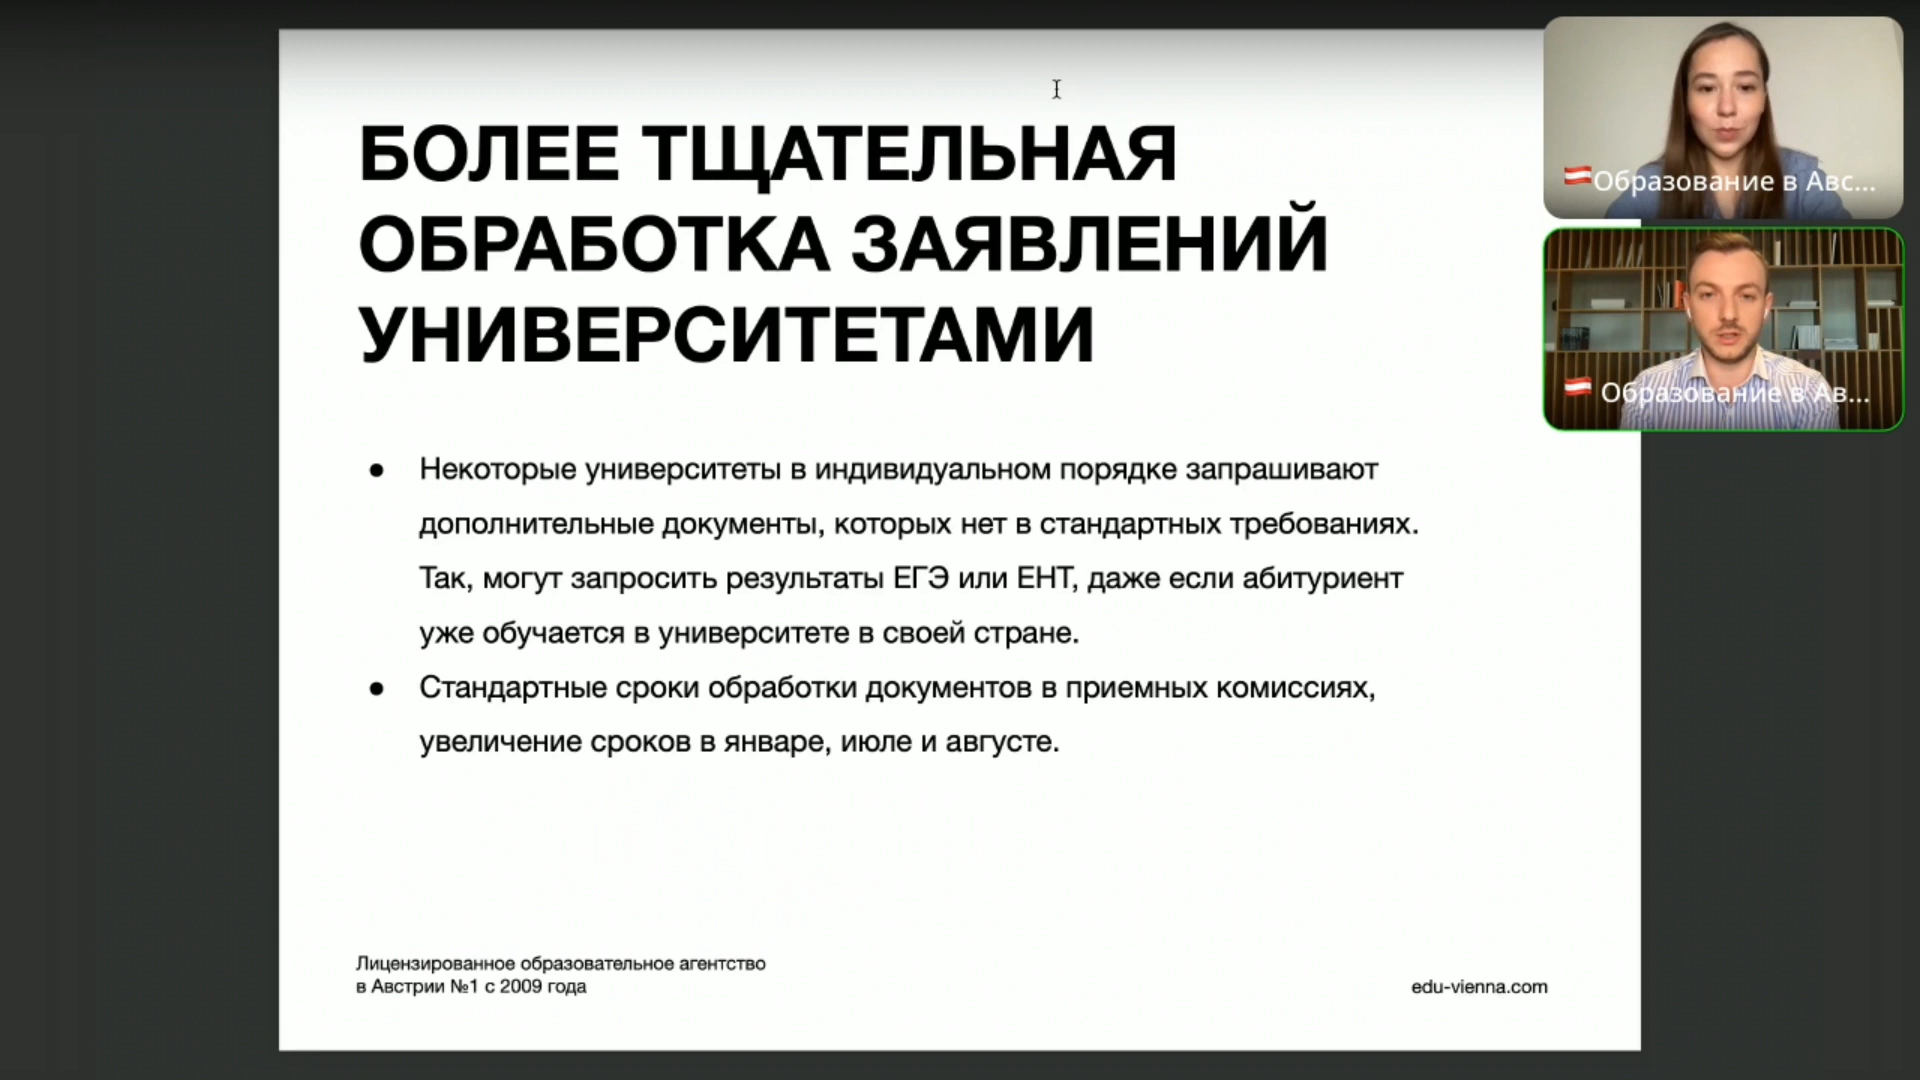 БОЛЕЕ ТЩАТЕЛЬНАЯ
ОБРАБОТКА ЗАЯВЛЕНИЙ
УНИВЕРСИТЕТАМИ
● Некоторые университеты в индивидуальном порядке запрашивают
дополнительные документы, которых нет в стандартных требованиях.
Так, могут запросить результаты ЕГЭ или ЕНТ, даже если абитуриент
уже обучается в университете в своей стране.
● Стандартные сроки обработки документов в приемных комиссиях,
увеличение сроков в январе, июле и августе.
Лицензированное образовательное агентство
в Австрии №1 с 2009 года
edu-vienna.com
Образование в Авс...
Образование в Ав...